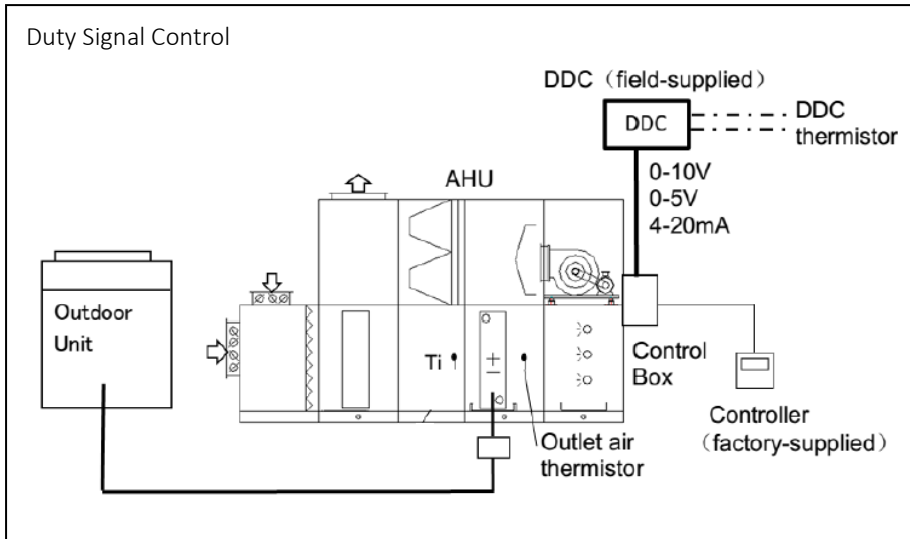 Duty Signal Control
DDC（field-supplied）
DDC
DDC
thermistor
0-10V
0-5V
4-20mA
AHU
Outdoor
Unit
Ti
Control
Box
Outlet air
thermistor
Controller
（factory-supplied）